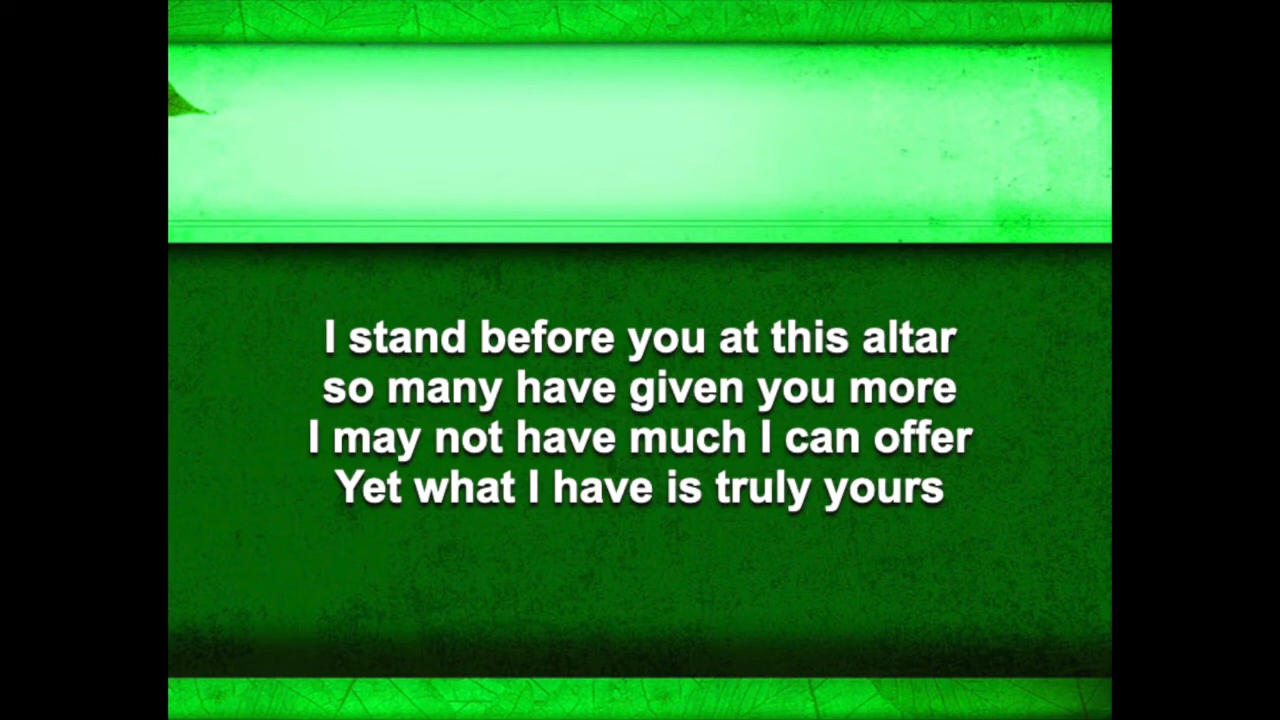 I stand before you at this altar
so many have given you more
I may not have much I can offer
Yet what I have is truly yours